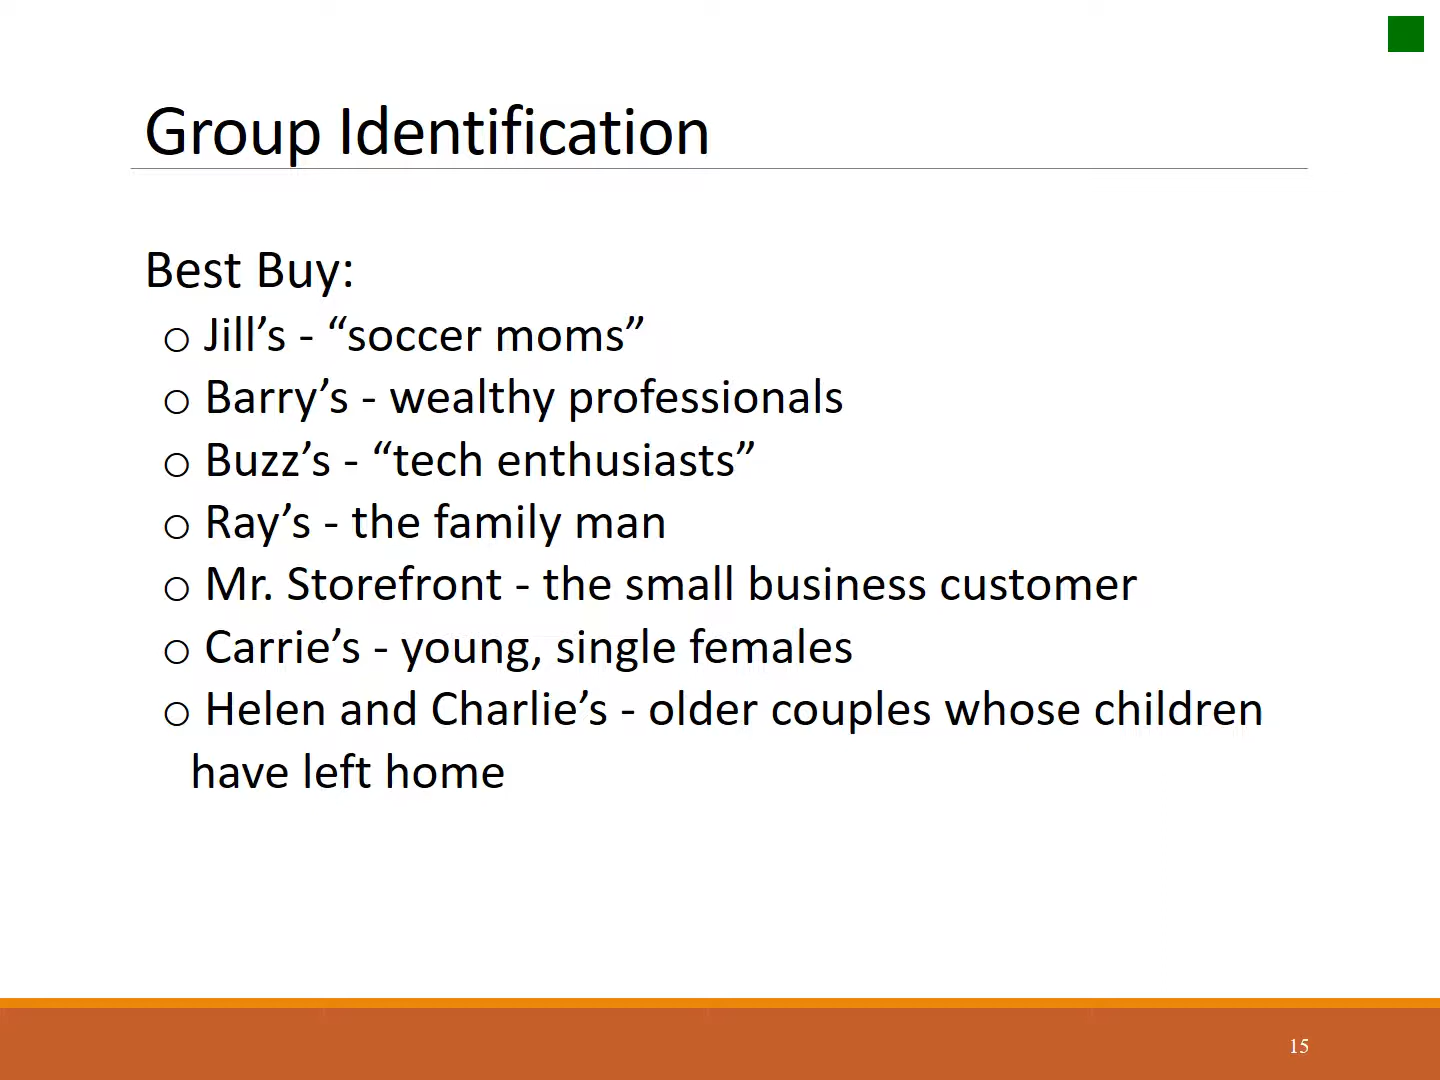 Group Identification
Best Buy:
o Jill’s - “soccer moms”
o Barry’s - wealthy professionals
o Buzz’s - “tech enthusiasts”
o Ray’s - the family man
o Mr. Storefront - the small business customer
o Carrie’s - young, single females
o Helen and Charlie’s - older couples whose children
have left home
15